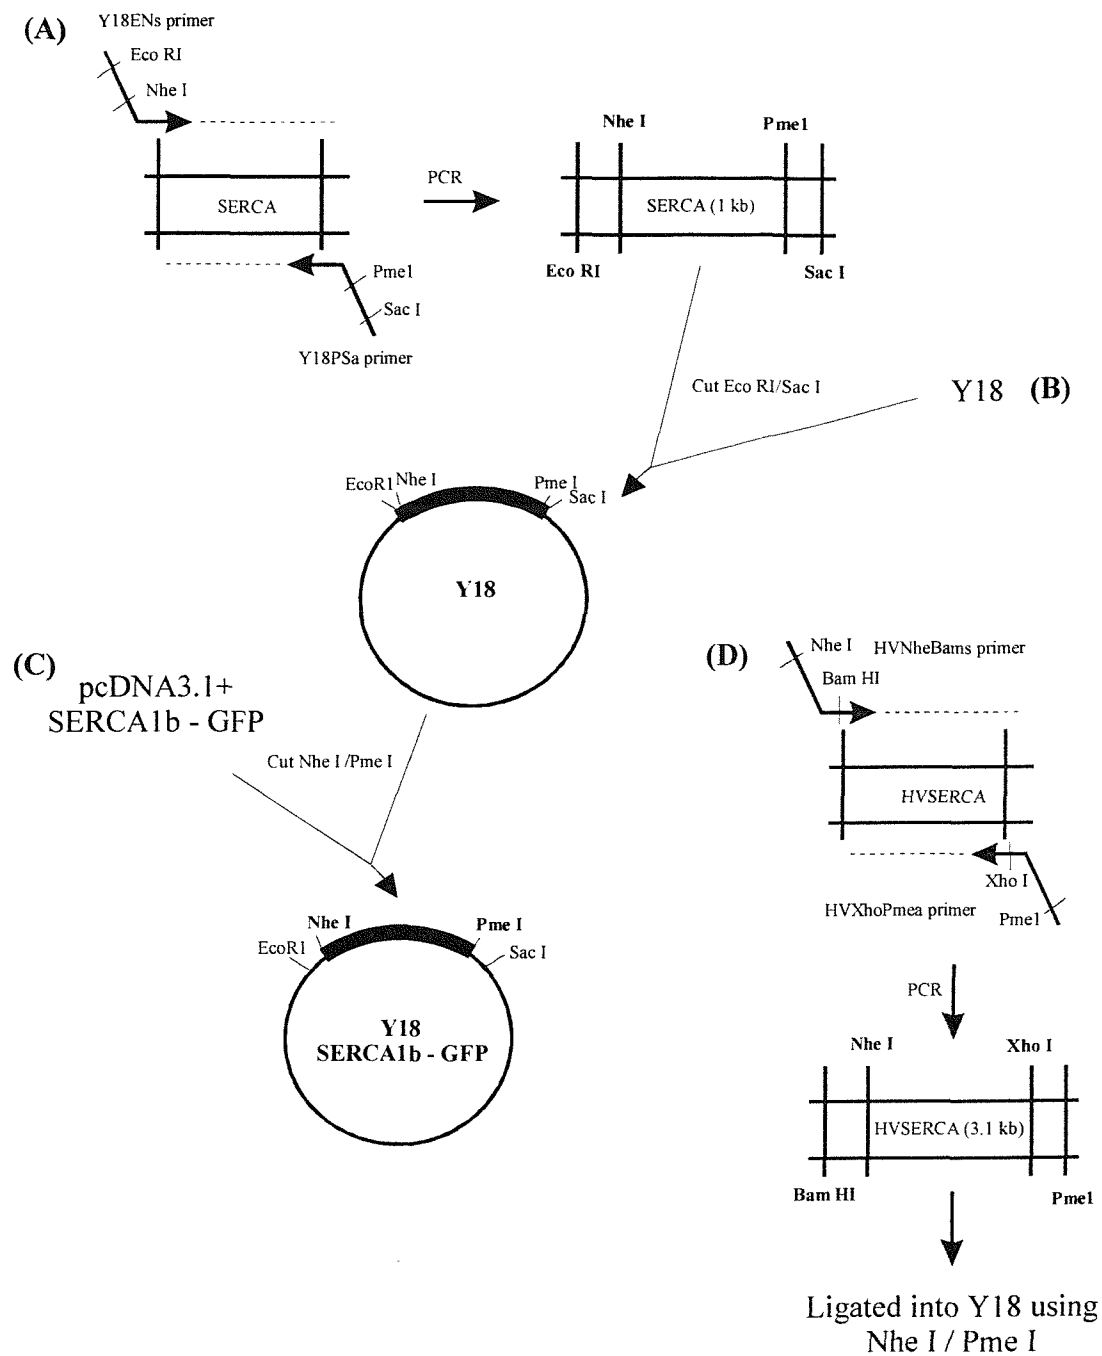 (A)
Y18ENs primer
Eco RI
Nhe I
SERCA
Pme1
Sac I
Y18PSa primer
PCR
Nhe I
Pme1
SERCA (1 kb)
Eco RI
Sac I
Cut Eco RI/Sac I
Y18 (B)
EcoR1
Nhe I
Pme I
Sac I
Y18
(C)
pcDNA3.1+
SERCA1b - GFP
Cut Nhe I /Pme I
Nhe I
Pme I
EcoR1
Sac I
Y18
SERCA1b - GFP
(D)
Nhe I
HVNheBams primer
Bam HI
HVSERCA
Xho I
HVXhoPmea primer
Pme1
PCR
Nhe I
Xho I
HVSERCA (3.1 kb)
Bam HI
Pme1
Ligated into Y18 using
Nhe I / Pme I